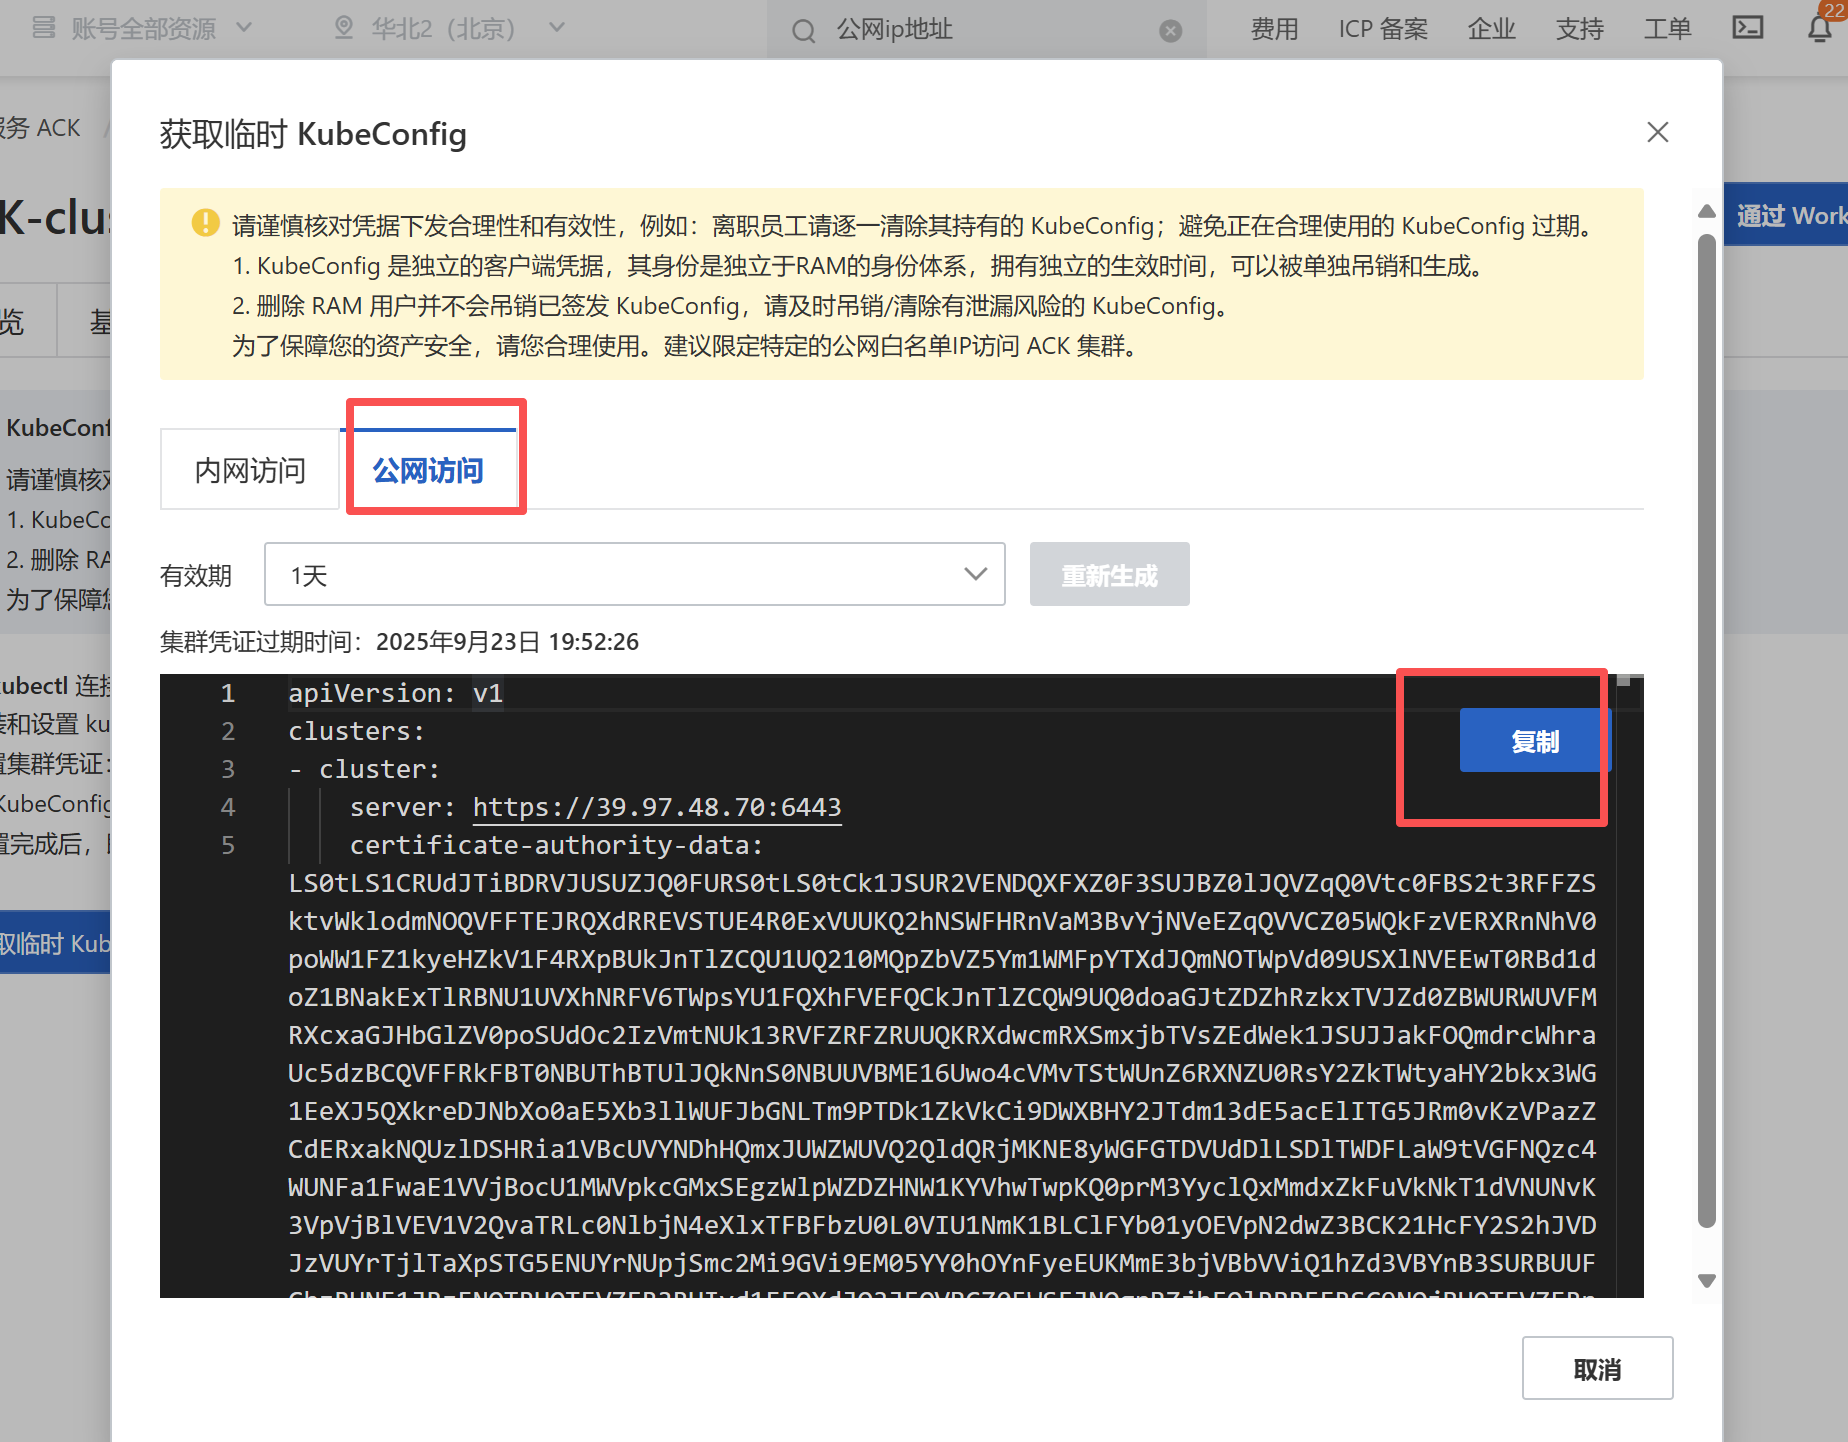 账号全部资源
华北2（北京）
公网ip地址
费用
ICP 备案
企业
支持
工单
22
服务 ACK /
获取临时 KubeConfig
K-clus
通过 Work
请谨慎核对凭据下发合理性和有效性，例如：离职员工请逐一清除其持有的 KubeConfig；避免正在合理使用的 KubeConfig 过期。
1. KubeConfig 是独立的客户端凭据，其身份是独立于RAM的身份体系，拥有独立的生效时间，可以被单独吊销和生成。
2. 删除 RAM 用户并不会吊销已签发 KubeConfig，请及时吊销/清除有泄漏风险的 KubeConfig。
为了保障您的资产安全，请您合理使用。建议限定特定的公网白名单IP访问 ACK 集群。
览
基
KubeConf
请谨慎核对
1. KubeCo
2. 删除 RA
为了保障您
内网访问
公网访问
有效期
1天
重新生成
集群凭证过期时间：2025年9月23日 19:52:26
kubectl 连接
装和设置 ku
置集群凭证：
KubeConfig
置完成后，
取临时 Kub
1 apiVersion: v1
2 clusters:
3 - cluster:
4 server: https://39.97.48.70:6443
5 certificate-authority-data:
复制
LS0tLS1CRUdJTiBDRVJUSUZJQ0FURS0tLS0tCk1JSUR2VENDQXFXZ0F3SUJBZ0lJQVZqQ0Vtc0FBS2t3RFFZS
ktvWklodmNOQVFFTEJRQXdRREVSTUE4R0ExVUUKQ2hNSWFHRnVaM3BvYjNVeEZqQVVCZ05WQkFzVERXRnNhV0
poWW1FZ1kyeHZkV1F4RXpBUkJnTlZCQU1UQ210MQpZbVZ5Ym1WMFpYTXdJQmNOTWpVd09USXlNVEEwT0RBd1d
oZ1BNakExTlRBNU1UVXhNRFV6TWpsYU1FQXhFVEFQCkJnTlZCQW9UQ0doaGJtZDZhRzkxTVJZd0ZBWURWUVFM
RXcxaGJHbGlZV0poSUdOc2IzVmtNUk13RVFZRFZRUUQKRXdwcmRXSmxjbTVsZEdWek1JSUJJakFOQmdrcWhra
Uc5dzBCQVFFRkFBT0NBUThBTUlJQkNnS0NBUUVBME16Uwo4cVMvTStWUnZ6RXNZU0RsY2ZkTWtyaHY2bkx3WG
1EeXJ5QXkreDJNbXo0aE5Xb3llWUFJbGNLTm9PTDk1ZkVkCi9DWXBHY2JTdm13dE5acElITG5JRm0vKzVPazZ
CdERxakNQUzlDSHRia1VBcUVYNDhHQmxJUWZWUVQ2QldQRjMKNE8yWGFGTDVUdDlLSDlTWDFLaW9tVGFNQzc4
WUNFa1FwaE1VVjBocU1MWVpkcGMxSEgzWlpWZDZHNW1KYVhwTwpKQ0prM3YyclQxMmdxZkFuVkNkT1dVNUNvK
3VpVjBlVEV1V2QvaTRLc0NlbjN4eXlxTFBFbzU0L0VIU1NmK1BLClFYb01yOEVpN2dwZ3BCK21HcFY2S2hJVD
JzVUYrTjlTaXpSTG5ENUYrNUpjSmc2Mi9GVi9EM05YY0hOYnFyeEUKMmE3bjVBbVViQ1hZd3VBYnB3SURBUUF
取消